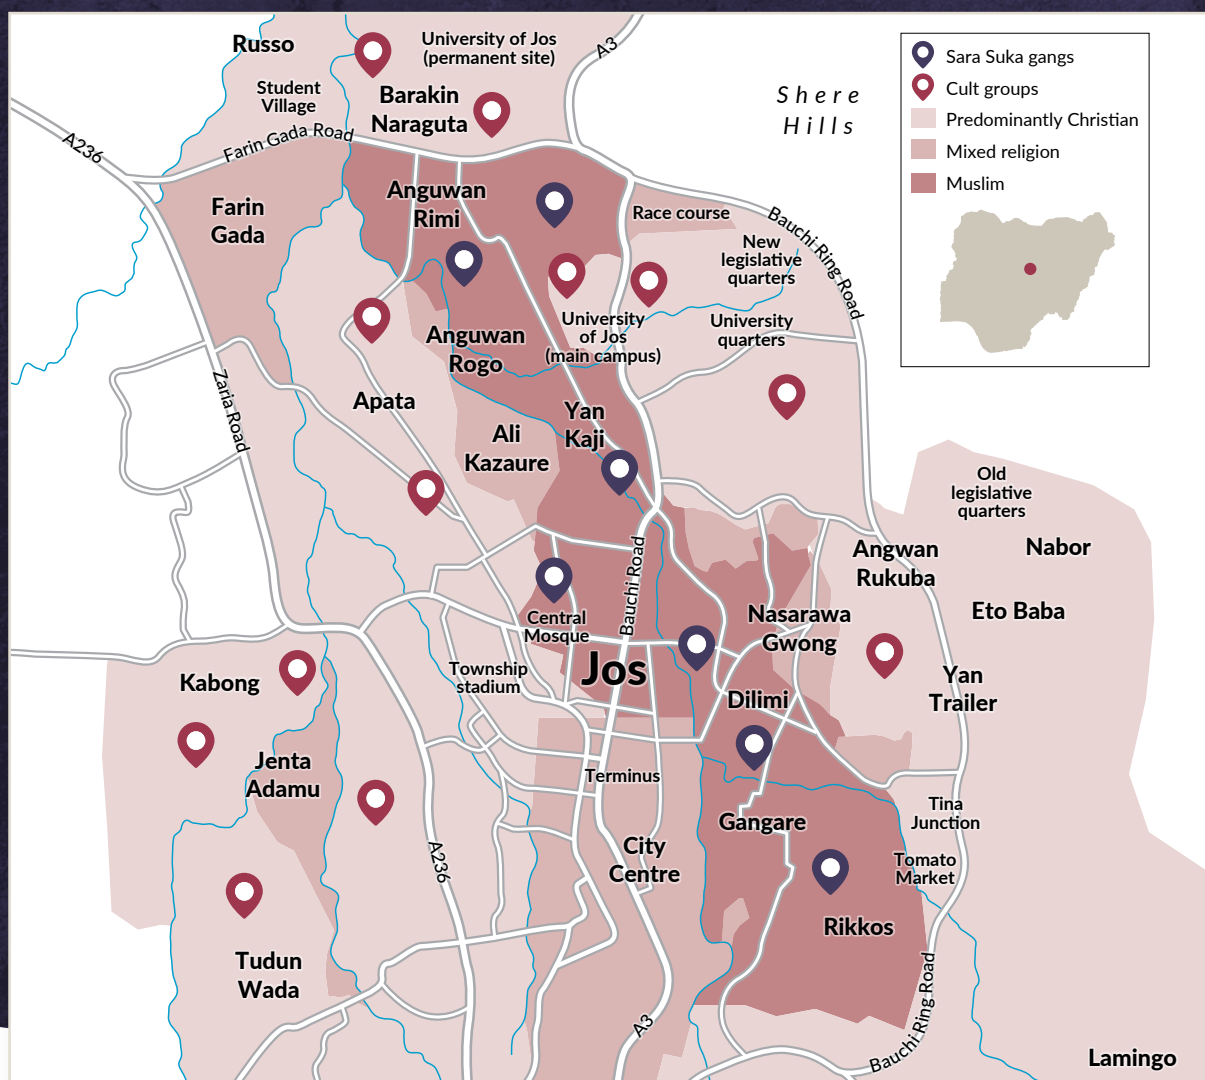 Russo
University of Jos
(permanent site)
A3
Student
Village
Barakin
Naraguta
Shere
Hills
Farin Gada Road
A236
Sara Suka gangs
Cult groups
Predominantly Christian
Mixed religion
Muslim
Anguwan
Rimi
Farin
Gada
Race course
Bauchi Ring Road
New
legislative
quarters
University
of Jos
(main campus)
University
quarters
Anguwan
Rogo
Zaria Road
Apata
Yan
Kaji
Ali
Kazaure
Old
legislative
quarters
Nabor
Angwan
Rukuba
Eto Baba
Bauchi Road
Central
Mosque
Nasarawa
Gwong
Jos
Township
stadium
Kabong
Yan
Trailer
Dilimi
Jenta
Adamu
Terminus
Tina
Junction
Gangare
A236
City
Centre
Tomato
Market
Rikkos
Tudun
Wada
A3
Bauchi Ring Road
Lamingo